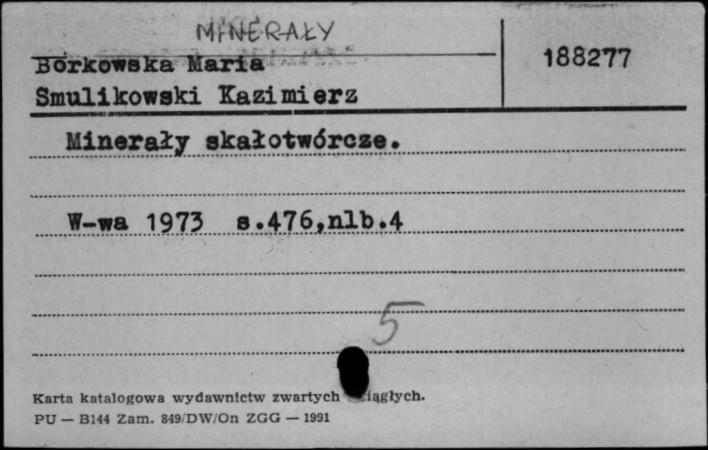 MINERAŁY
Borkowska Maria
188277
Smulikowski Kazimierz
Minerały skałotwórcze.
W-wa 1973 s.476,nlb.4
5
Karta katalogowa wydawnictw zwartych iągłych.
PU — B144 Zam. 849/DW/On ZGG — 1991